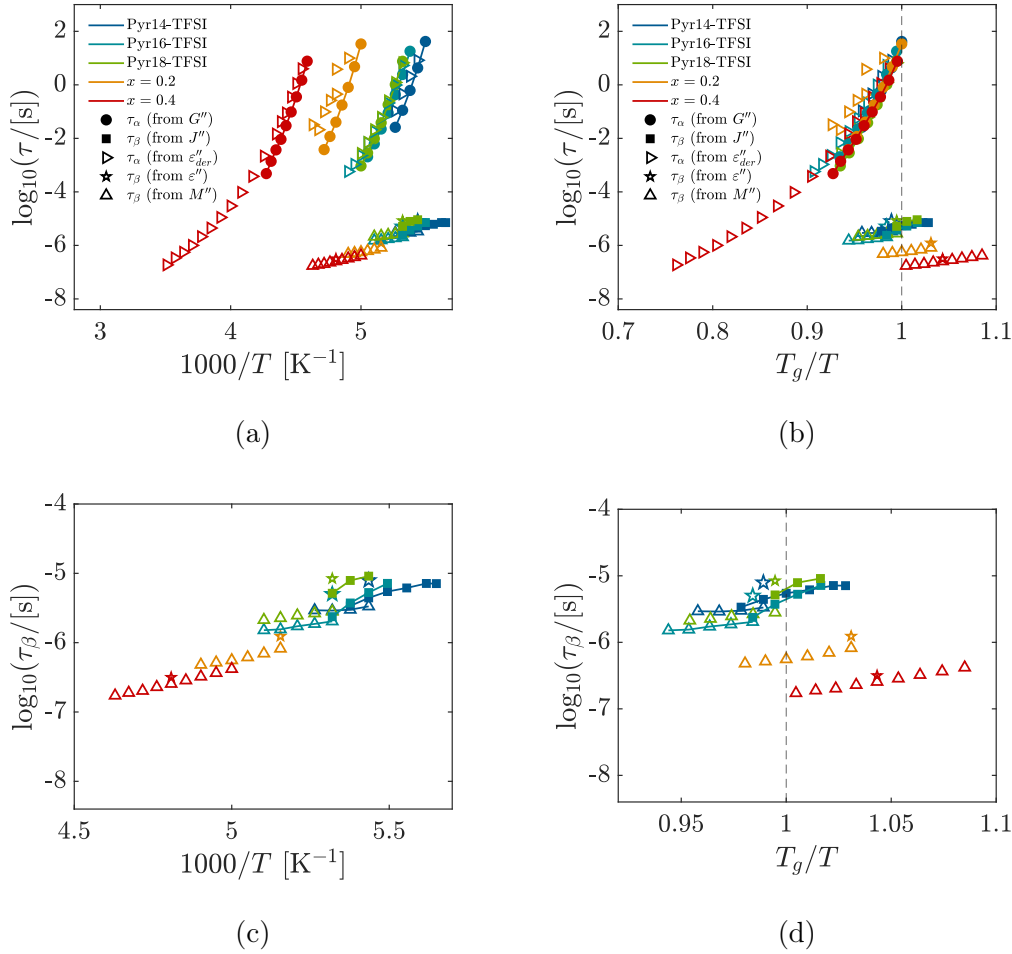 2
0
-2
-4
-6
-8
log₁₀(τ/[s])
Pyr14-TFSI
Pyr16-TFSI
Pyr18-TFSI
x = 0.2
x = 0.4
τα (from G″)
τβ (from J″)
τα (from ε″der)
τβ (from ε″)
τβ (from M″)
3
4
5
1000/T [K⁻¹]
(a)
2
0
-2
-4
-6
-8
log₁₀(τ/[s])
Pyr14-TFSI
Pyr16-TFSI
Pyr18-TFSI
x = 0.2
x = 0.4
τα (from G″)
τβ (from J″)
τα (from ε″der)
τβ (from ε″)
τβ (from M″)
0.7
0.8
0.9
1
1.1
Tg/T
(b)
-4
-5
-6
-7
-8
log₁₀(τβ/[s])
4.5
5
5.5
1000/T [K⁻¹]
(c)
-4
-5
-6
-7
-8
log₁₀(τβ/[s])
0.95
1
1.05
1.1
Tg/T
(d)